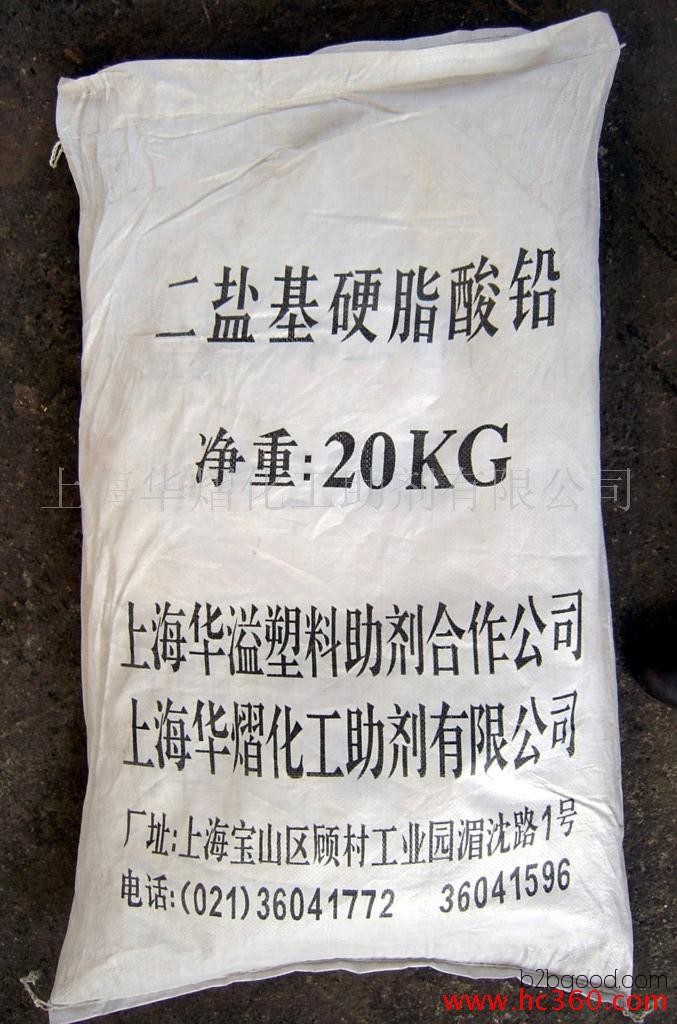 二盐基硬脂酸铅
净重:20KG
上海华熠化工助剂有限公司
上海华溢塑料助剂合作公司
上海华熠化工助剂有限公司
厂址:上海宝山区顾村工业园湄沈路1号
电话:(021)36041772 36041596
b2bgood.com
www.hc360.com